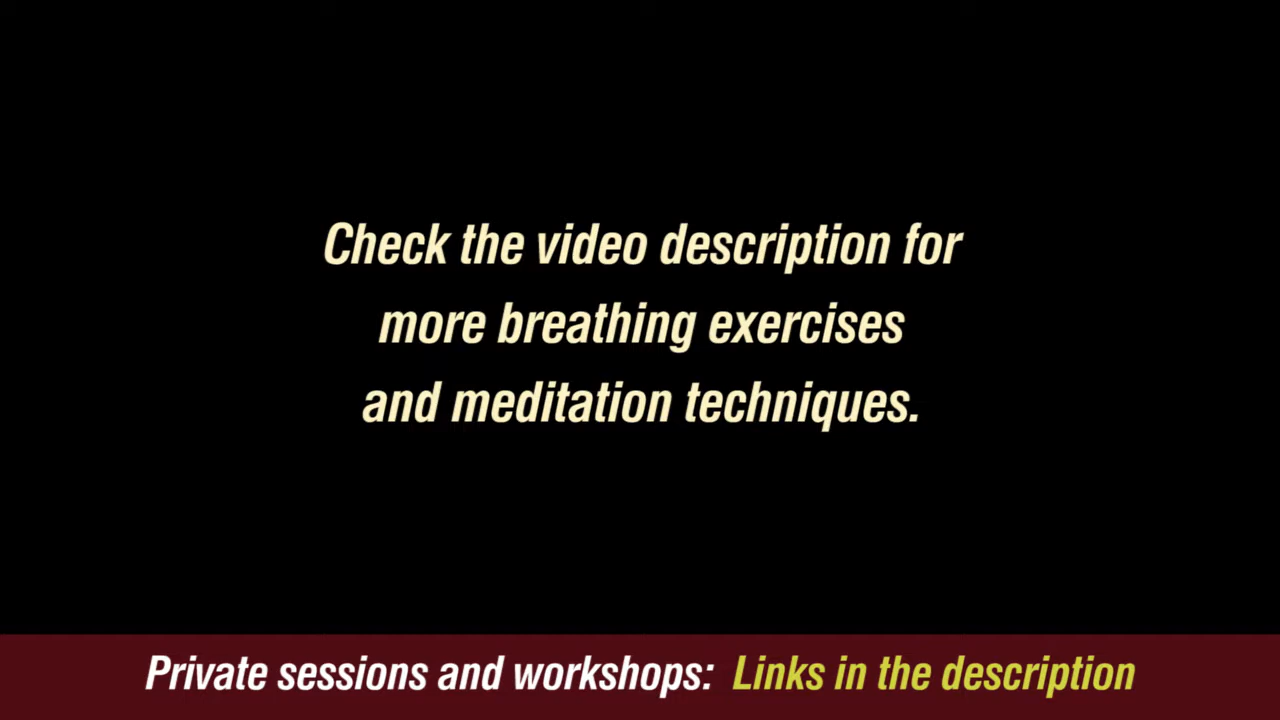 Check the video description for
more breathing exercises
and meditation techniques.
Private sessions and workshops: Links in the description